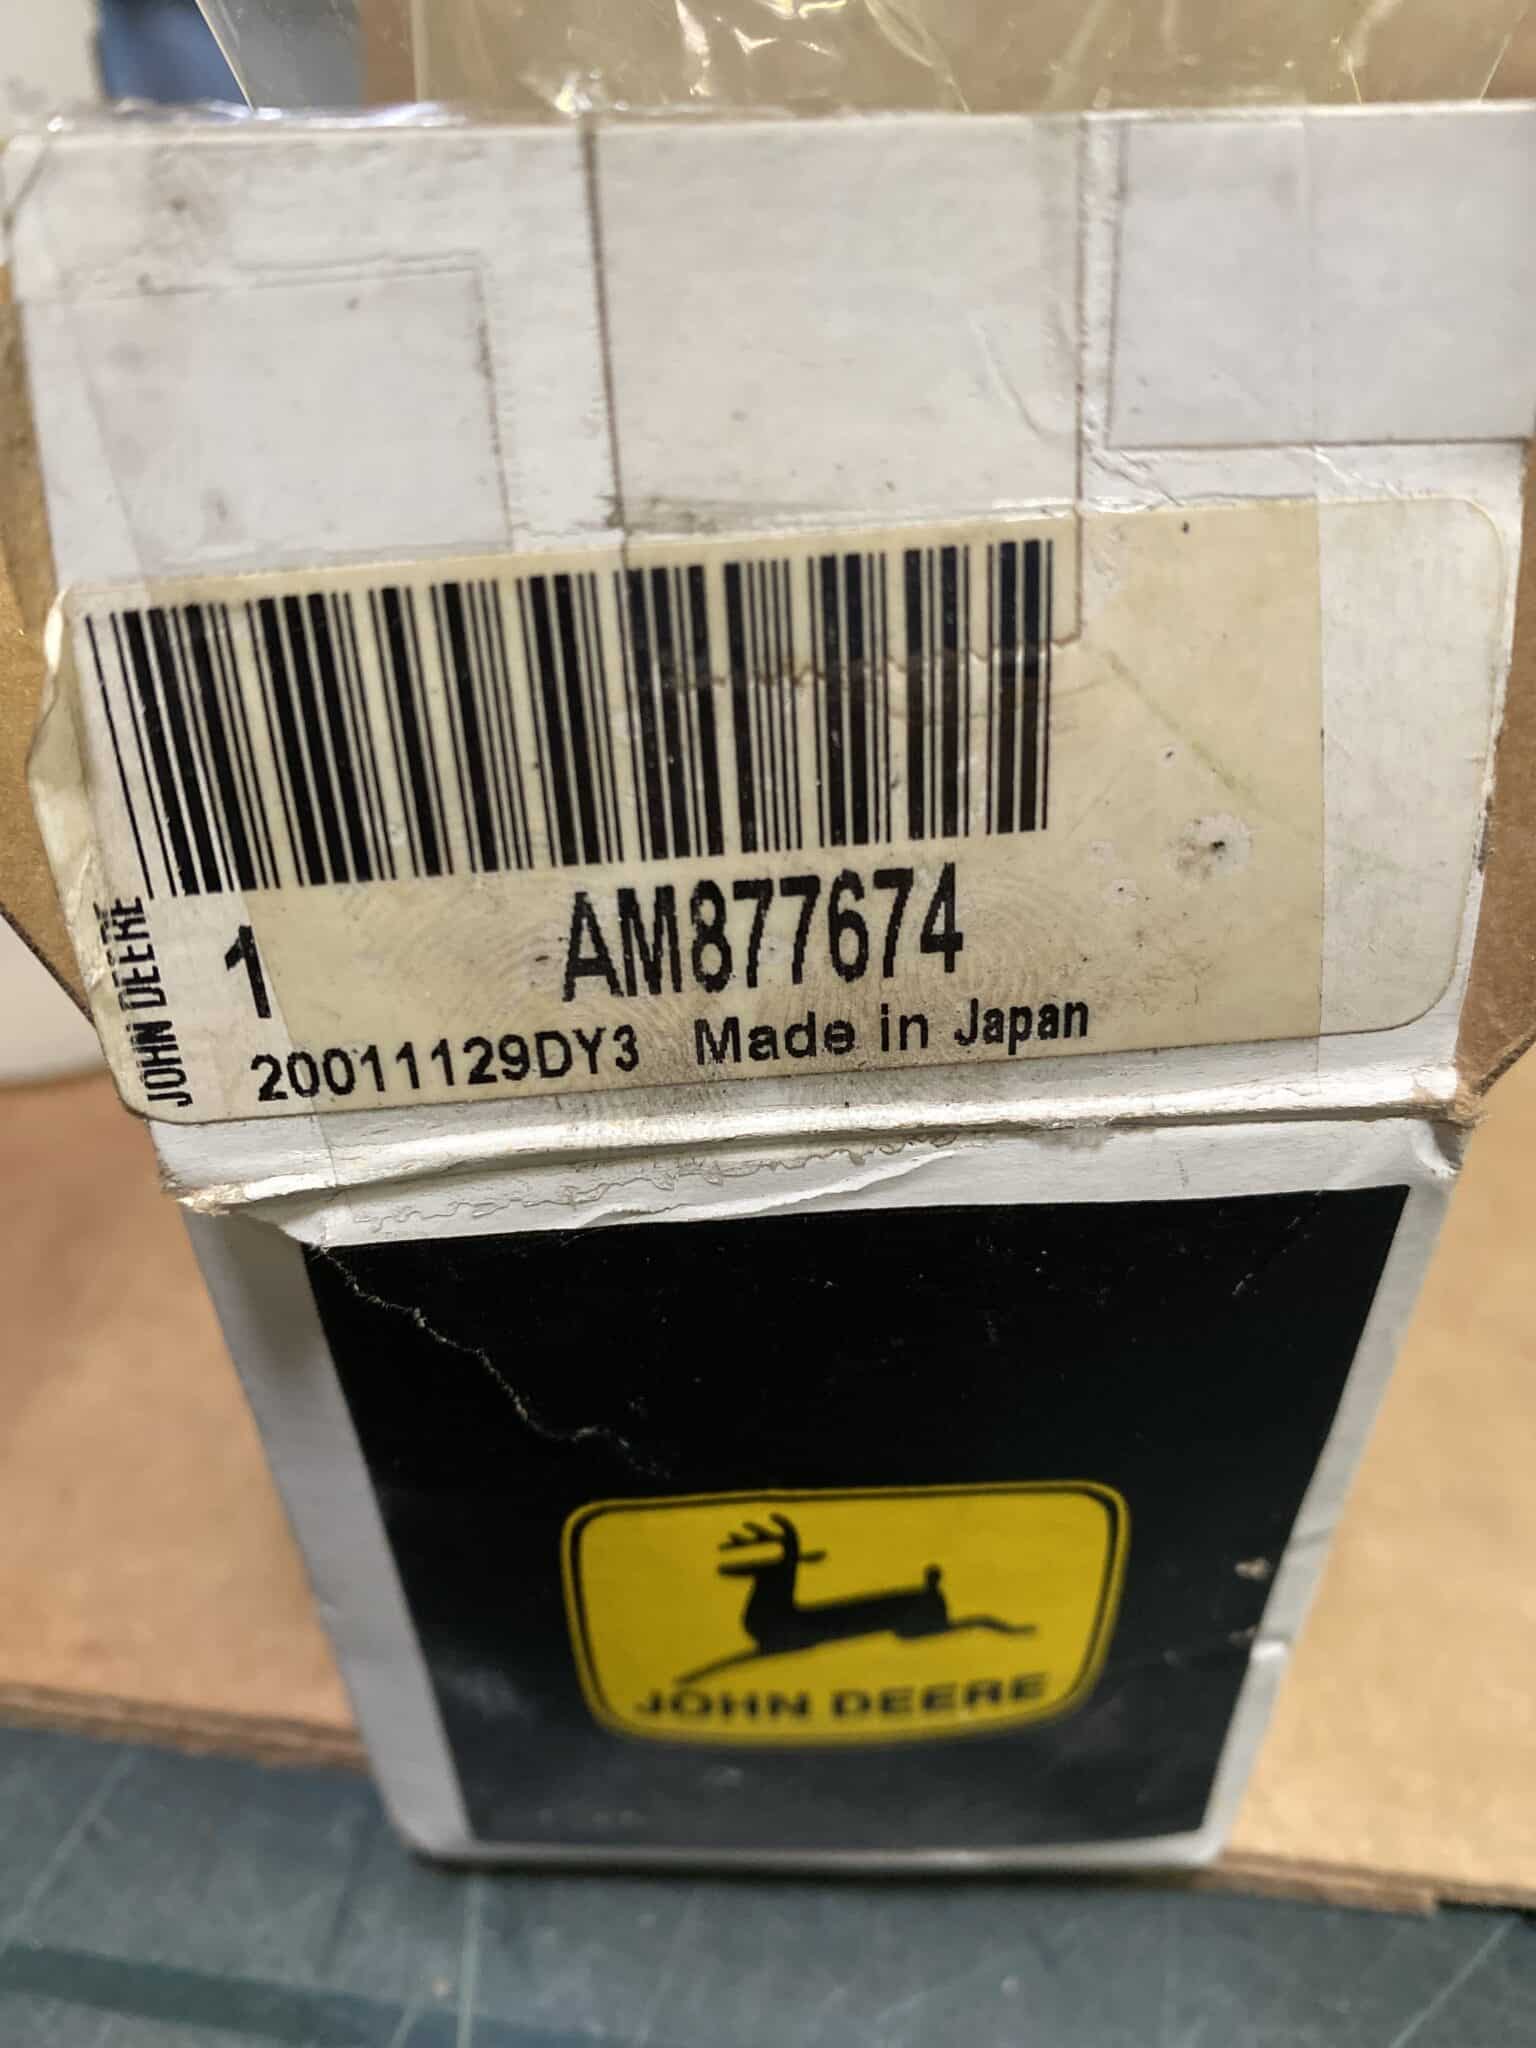 JOHN DEERE
1 AM877674
20011129DY3 Made in Japan
JOHN DEERE